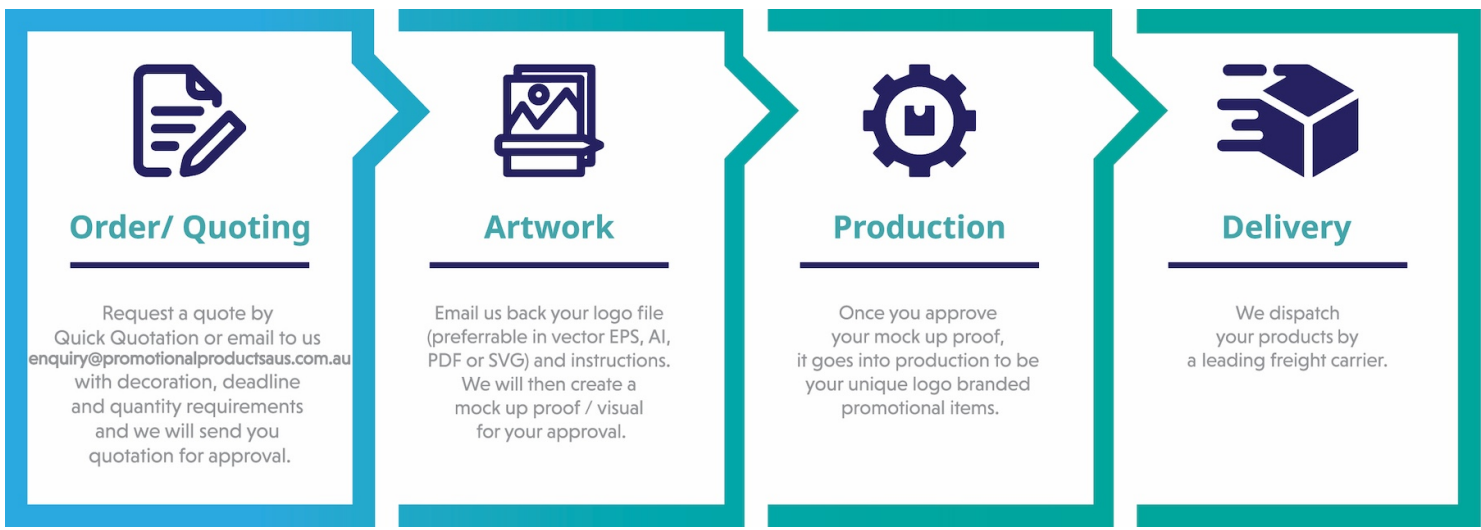 Order/ Quoting
Request a quote by
Quick Quotation or email to us
enquiry@promotionalproductsaus.com.au
with decoration, deadline
and quantity requirements
and we will send you
quotation for approval.
Artwork
Email us back your logo file
(preferrable in vector EPS, AI,
PDF or SVG) and instructions.
We will then create a
mock up proof / visual
for your approval.
Production
Once you approve
your mock up proof,
it goes into production to be
your unique logo branded
promotional items.
Delivery
We dispatch
your products by
a leading freight carrier.